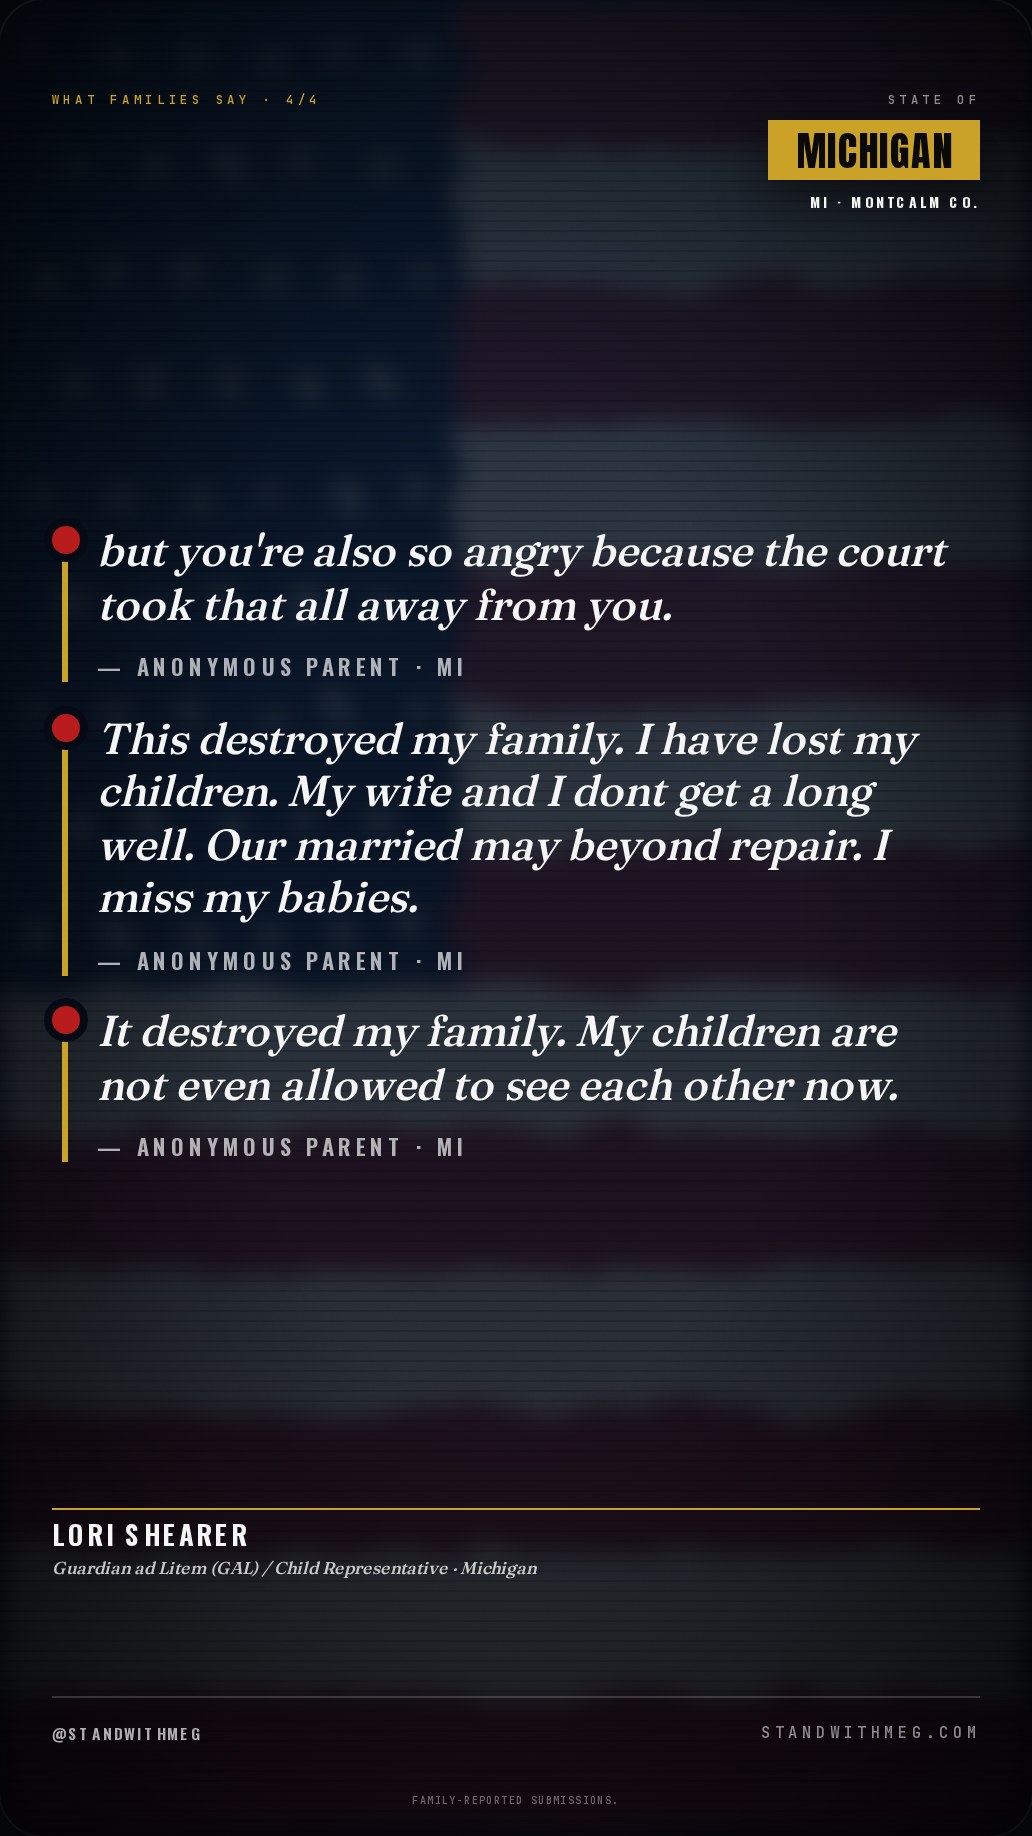 WHAT FAMILIES SAY · 4/4
STATE OF
MICHIGAN
MI · MONTCALM CO.
but you're also so angry because the court
took that all away from you.
— ANONYMOUS PARENT · MI
This destroyed my family. I have lost my
children. My wife and I dont get a long
well. Our married may beyond repair. I
miss my babies.
— ANONYMOUS PARENT · MI
It destroyed my family. My children are
not even allowed to see each other now.
— ANONYMOUS PARENT · MI
LORI SHEARER
Guardian ad Litem (GAL) / Child Representative · Michigan
@STANDWITHMEG
STANDWITHMEG.COM
FAMILY-REPORTED SUBMISSIONS.